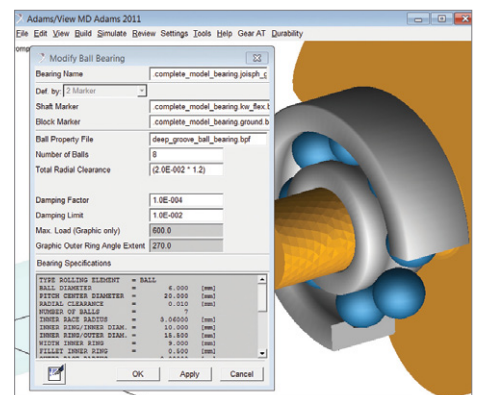 Adams/View MD Adams 2011
File Edit View Build Simulate Review Settings Tools Help Gear AT Durability
Modify Ball Bearing
Bearing Name .complete_model_bearing.joisph_g
Def. by: 2 Marker
Shaft Marker .complete_model_bearing.kw_flex.b
Block Marker .complete_model_bearing.ground.b
Ball Property File deep_groove_ball_bearing.bpf
Number of Balls 8
Total Radial Clearance (2.0E-002 * 1.2)
Damping Factor 1.0E-004
Damping Limit 1.0E-002
Max. Load (Graphic only) 600.0
Graphic Outer Ring Angle Extent 270.0
Bearing Specifications
TYPE ROLLING ELEMENT = BALL
BALL DIAMETER = 6.000 [mm]
PITCH CENTER DIAMETER = 20.000 [mm]
RADIAL CLEARANCE = 0.010 [mm]
NUMBER OF BALLS = 7
INNER RACE RADIUS = 3.06000 [mm]
INNER RING/INNER DIAM. = 10.000 [mm]
INNER RING/OUTER DIAM. = 15.500 [mm]
WIDTH INNER RING = 9.000 [mm]
FILLET INNER RING = 0.500 [mm]
OK Apply Cancel